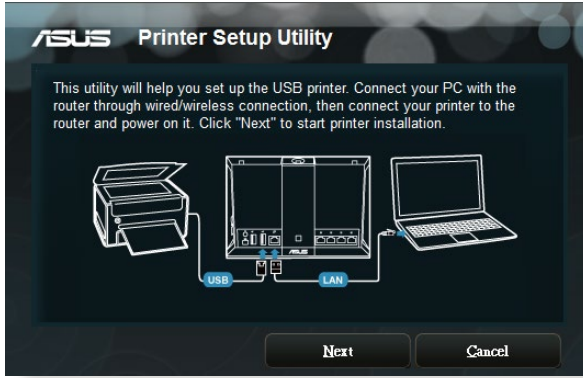 ASUS Printer Setup Utility
This utility will help you set up the USB printer. Connect your PC with the
router through wired/wireless connection, then connect your printer to the
router and power on it. Click "Next" to start printer installation.
ASUS
USB
LAN
Next
Cancel